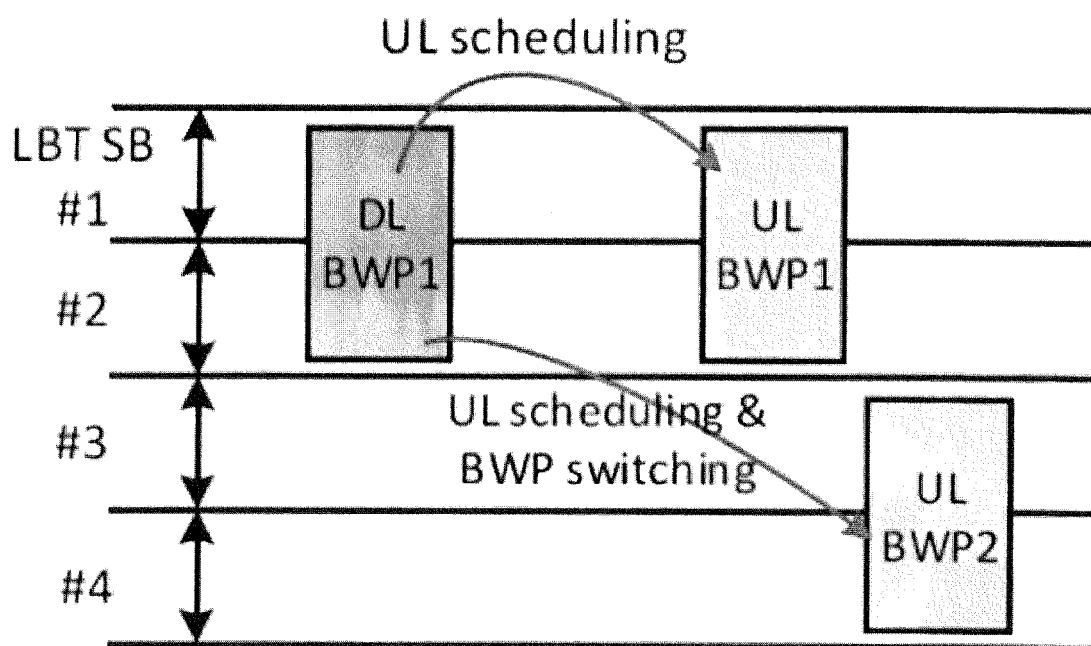 UL scheduling
LBT SB
#1
DL
BWP1
UL
BWP1
#2
UL scheduling &
BWP switching
#3
UL
BWP2
#4